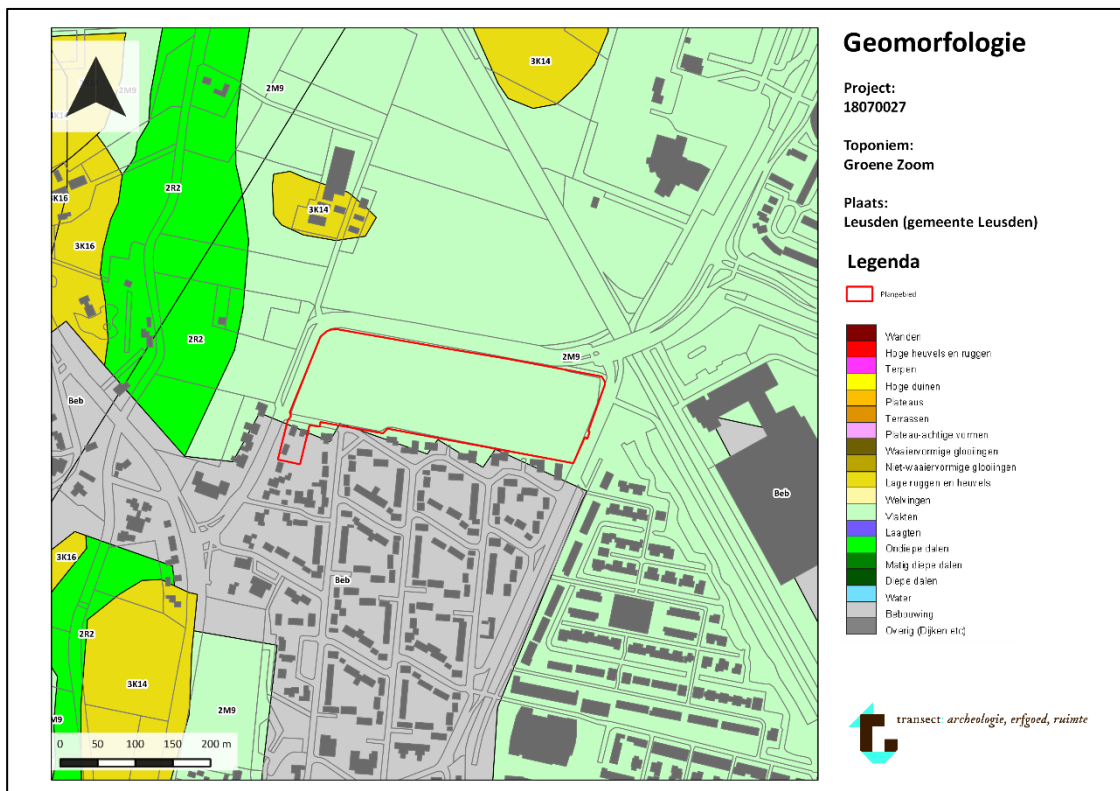 Geomorfologie
Project:
18070027
Toponiem:
Groene Zoom
Plaats:
Leusden (gemeente Leusden)
Legenda
Plangebied
Wanden
Hoge heuvels en ruggen
Terpen
Hoge duinen
Plateaus
Terrassen
Plateau-achtige vormen
Waaiervormige glooiingen
Niet-waaiervormige glooiingen
Lage ruggen en heuvels
Welvingen
Vlakten
Laagten
Ondiepe dalen
Matig diepe dalen
Diepe dalen
Water
Bebouwing
Overig (Dijken etc)
transect: archeologie, erfgoed, ruimte
3K14
2M9
2M9
2R2
3K14
3K16
3K16
2R2
2M9
Beb
Beb
3K16
Beb
2R2
3K14
2M9
M9
0 50 100 150 200 m